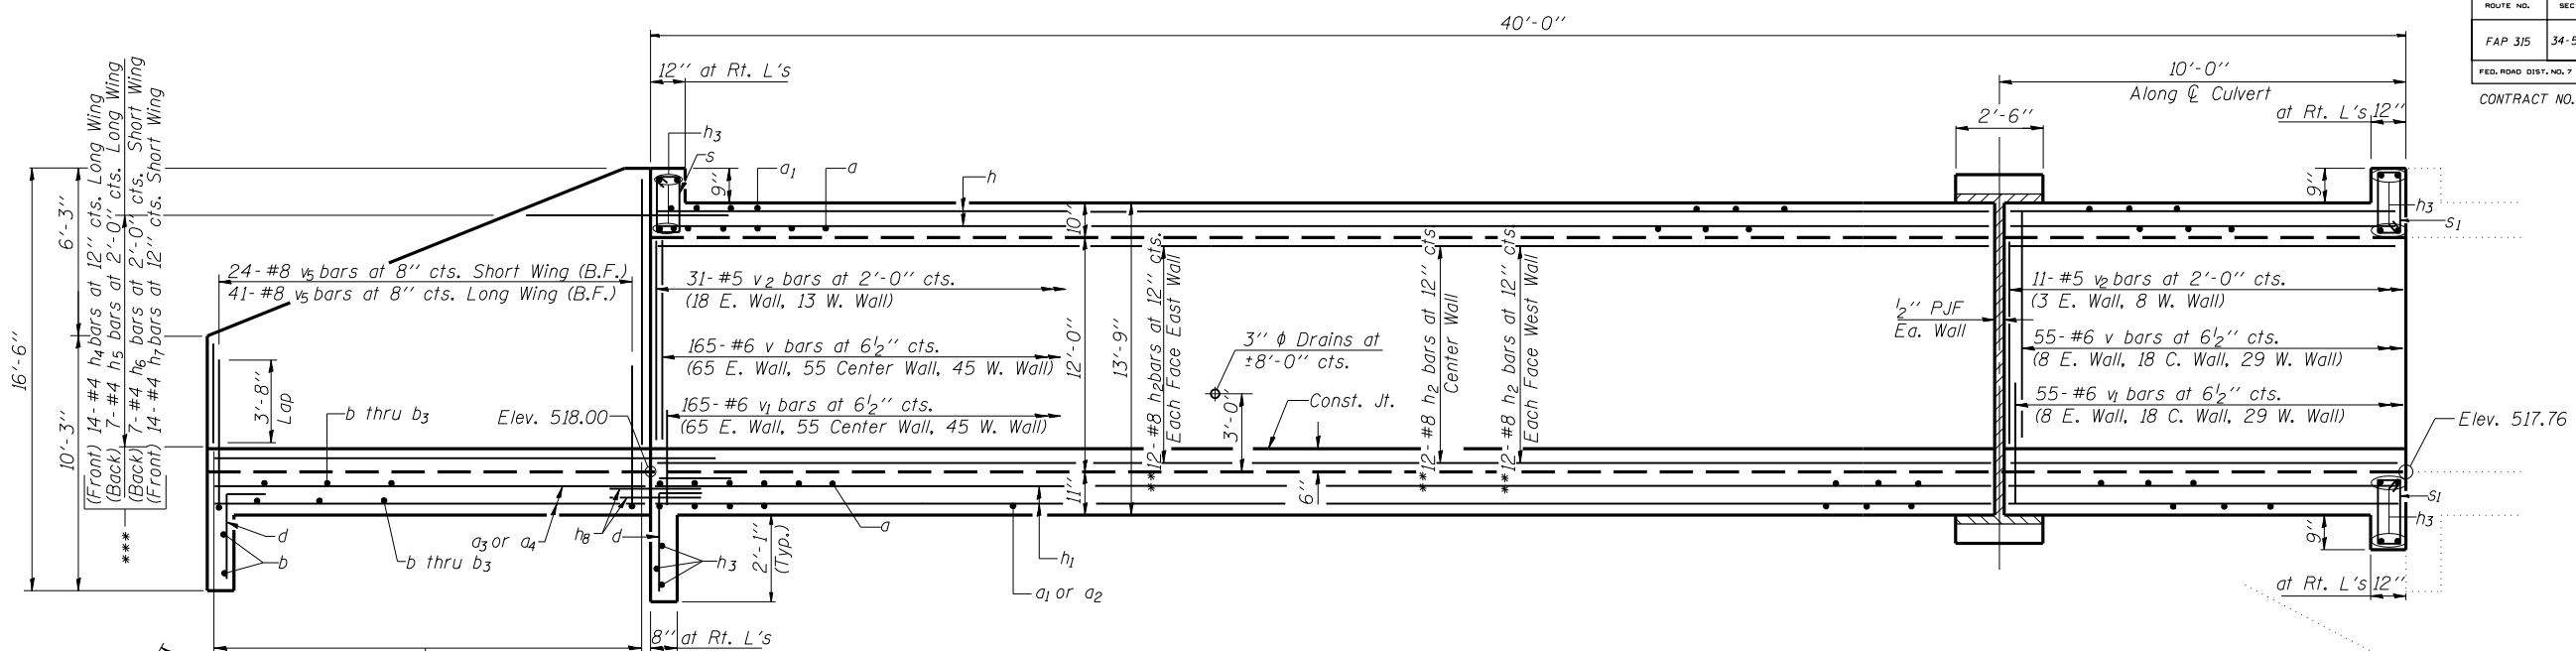 40'-0"
ROUTE NO.
SEC
FAP 315
34-5
FED. ROAD DIST. NO. 7
CONTRACT NO.
12" at Rt. L's
10'-0"
Along ℄ Culvert
2'-6"
at Rt. L's 12"
h3
s
9"
a1
a
h
9"
h3
s1
16'-6"
6'-3"
10'-3"
(Front) 14-#4 h4 bars at 12" cts. Long Wing
(Back) 7-#4 h5 bars at 2'-0" cts. Long Wing
(Back) 7-#4 h6 bars at 2'-0" cts. Short Wing
(Front) 14-#4 h7 bars at 12" cts. Short Wing
***
24-#8 v5 bars at 8" cts. Short Wing (B.F.)
41-#8 v5 bars at 8" cts. Long Wing (B.F.)
3'-8"
Lap
b thru b3
Elev. 518.00
31-#5 v2 bars at 2'-0" cts.
(18 E. Wall, 13 W. Wall)
165-#6 v bars at 6½" cts.
(65 E. Wall, 55 Center Wall, 45 W. Wall)
165-#6 v1 bars at 6½" cts.
(65 E. Wall, 55 Center Wall, 45 W. Wall)
10"
12'-0"
11"
13'-9"
**12-#8 h2 bars at 12" cts.
Each Face East Wall
3" ϕ Drains at
±8'-0" cts.
3'-0"
Const. Jt.
6"
**12-#8 h2 bars at 12" cts.
Center Wall
**12-#8 h2 bars at 12" cts.
Each Face West Wall
½" PJF
Ea. Wall
11-#5 v2 bars at 2'-0" cts.
(3 E. Wall, 8 W. Wall)
55-#6 v bars at 6½" cts.
(8 E. Wall, 18 C. Wall, 29 W. Wall)
55-#6 v1 bars at 6½" cts.
(8 E. Wall, 18 C. Wall, 29 W. Wall)
Elev. 517.76
d
b
b thru b3
a3 or a4
h8
d
h3
2'-1"
(Typ.)
a
h1
a1 or a2
s1
h3
9"
at Rt. L's 12"
8" at Rt. L's